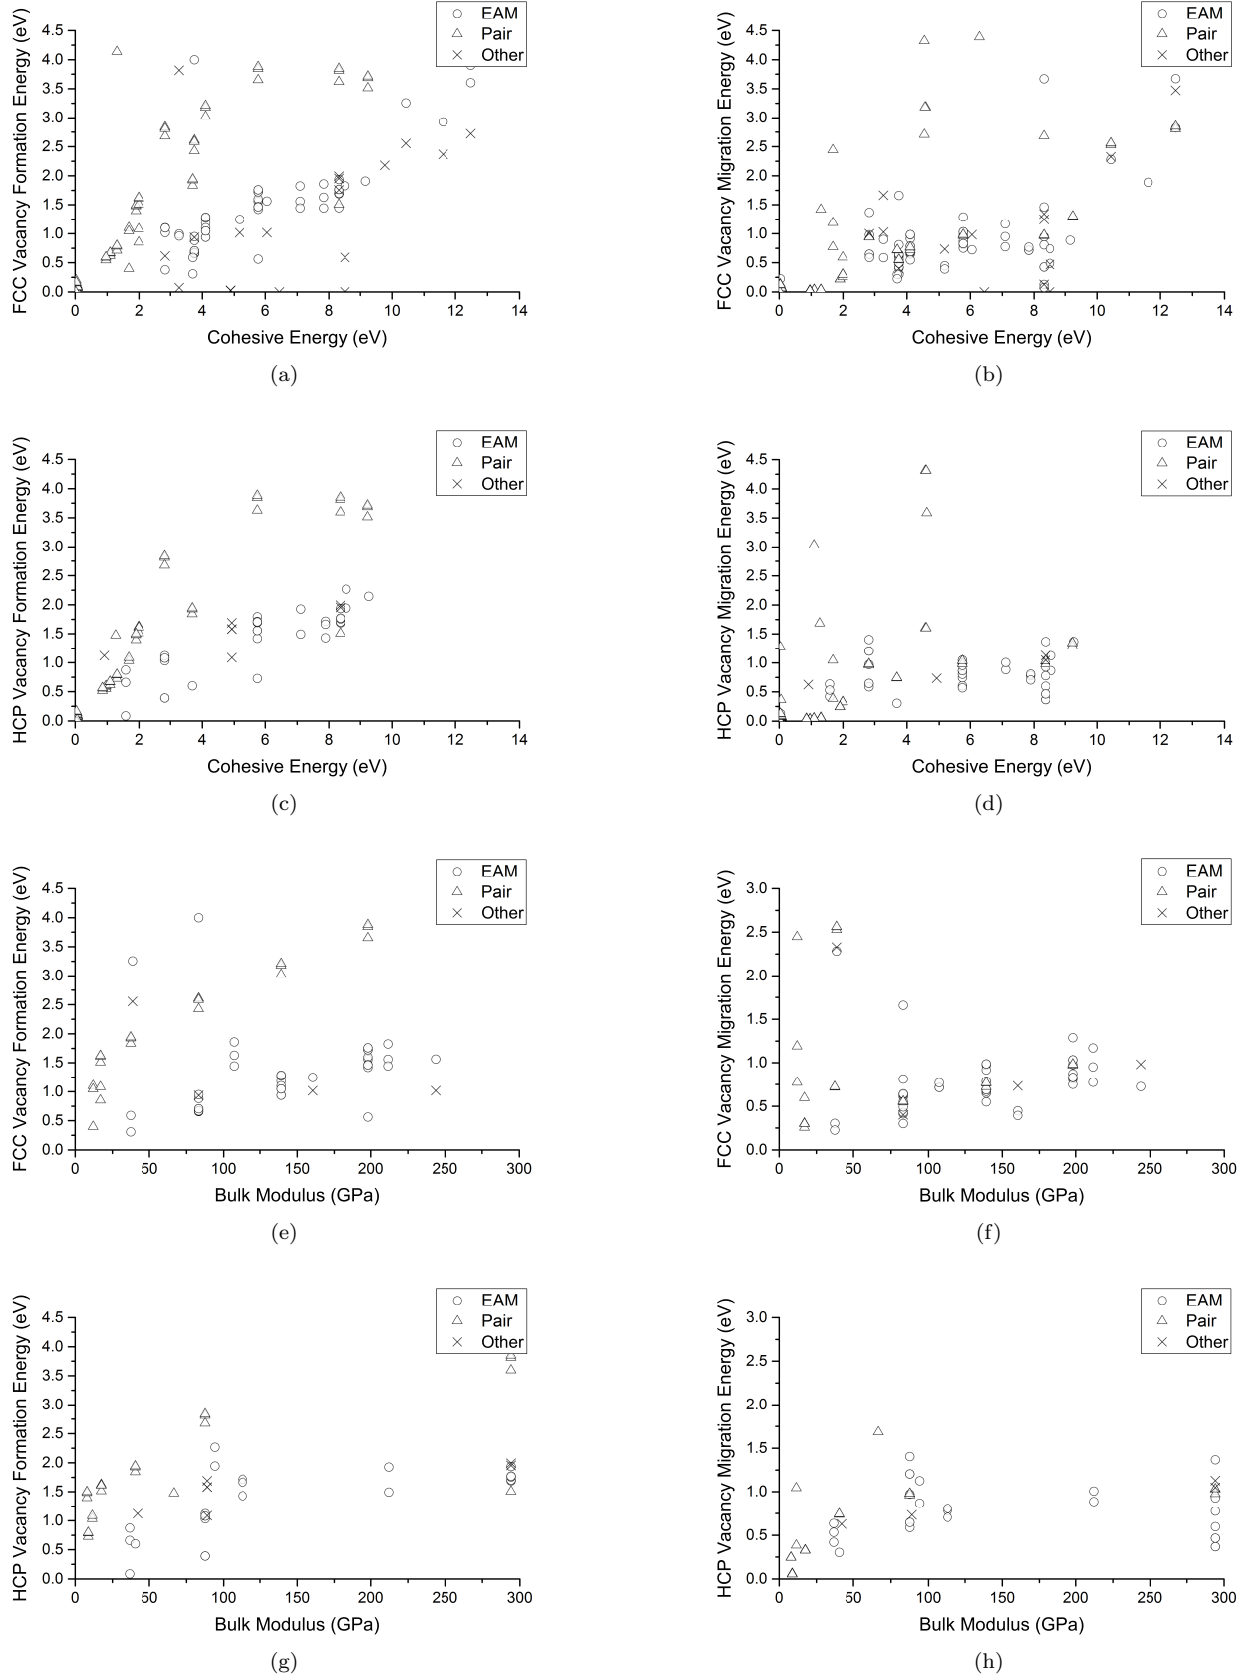 FCC Vacancy Formation Energy (eV)
4.5
4.0
3.5
3.0
2.5
2.0
1.5
1.0
0.5
0.0
0 2 4 6 8 10 12 14
Cohesive Energy (eV)
EAM
Pair
Other
(a)
FCC Vacancy Migration Energy (eV)
4.5
4.0
3.5
3.0
2.5
2.0
1.5
1.0
0.5
0.0
0 2 4 6 8 10 12 14
Cohesive Energy (eV)
EAM
Pair
Other
(b)
HCP Vacancy Formation Energy (eV)
4.5
4.0
3.5
3.0
2.5
2.0
1.5
1.0
0.5
0.0
0 2 4 6 8 10 12 14
Cohesive Energy (eV)
EAM
Pair
Other
(c)
HCP Vacancy Migration Energy (eV)
4.5
4.0
3.5
3.0
2.5
2.0
1.5
1.0
0.5
0.0
0 2 4 6 8 10 12 14
Cohesive Energy (eV)
EAM
Pair
Other
(d)
FCC Vacancy Formation Energy (eV)
4.5
4.0
3.5
3.0
2.5
2.0
1.5
1.0
0.5
0.0
0 50 100 150 200 250 300
Bulk Modulus (GPa)
EAM
Pair
Other
(e)
FCC Vacancy Migration Energy (eV)
3.0
2.5
2.0
1.5
1.0
0.5
0.0
0 50 100 150 200 250 300
Bulk Modulus (GPa)
EAM
Pair
Other
(f)
HCP Vacancy Formation Energy (eV)
4.5
4.0
3.5
3.0
2.5
2.0
1.5
1.0
0.5
0.0
0 50 100 150 200 250 300
Bulk Modulus (GPa)
EAM
Pair
Other
(g)
HCP Vacancy Migration Energy (eV)
3.0
2.5
2.0
1.5
1.0
0.5
0.0
0 50 100 150 200 250 300
Bulk Modulus (GPa)
EAM
Pair
Other
(h)